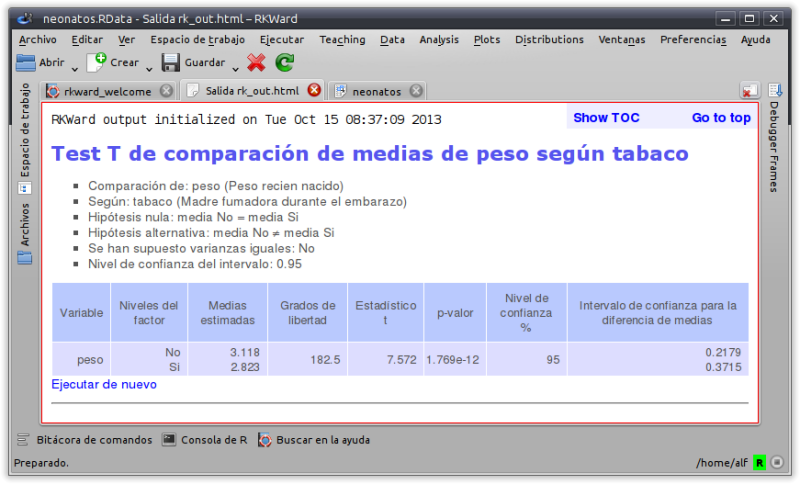 neonatos.RData - Salida rk_out.html – RKWard
Archivo Editar Ver Espacio de trabajo Ejecutar Teaching Data Analysis Plots Distributions Ventanas Preferencias Ayuda
Abrir Crear Guardar
rkward_welcome Salida rk_out.html neonatos
Espacio de trabajo
Archivos
Debugger Frames
RKWard output initialized on Tue Oct 15 08:37:09 2013
Show TOC Go to top
Test T de comparación de medias de peso según tabaco
Comparación de: peso (Peso recien nacido)
Según: tabaco (Madre fumadora durante el embarazo)
Hipótesis nula: media No = media Si
Hipótesis alternativa: media No ≠ media Si
Se han supuesto varianzas iguales: No
Nivel de confianza del intervalo: 0.95
Variable Niveles del factor Medias estimadas Grados de libertad Estadístico t p-valor Nivel de confianza % Intervalo de confianza para la diferencia de medias
peso No 3.118 182.5 7.572 1.769e-12 95 0.2179
Si 2.823 0.3715
Ejecutar de nuevo
Bitácora de comandos Consola de R Buscar en la ayuda
Preparado. /home/alf R